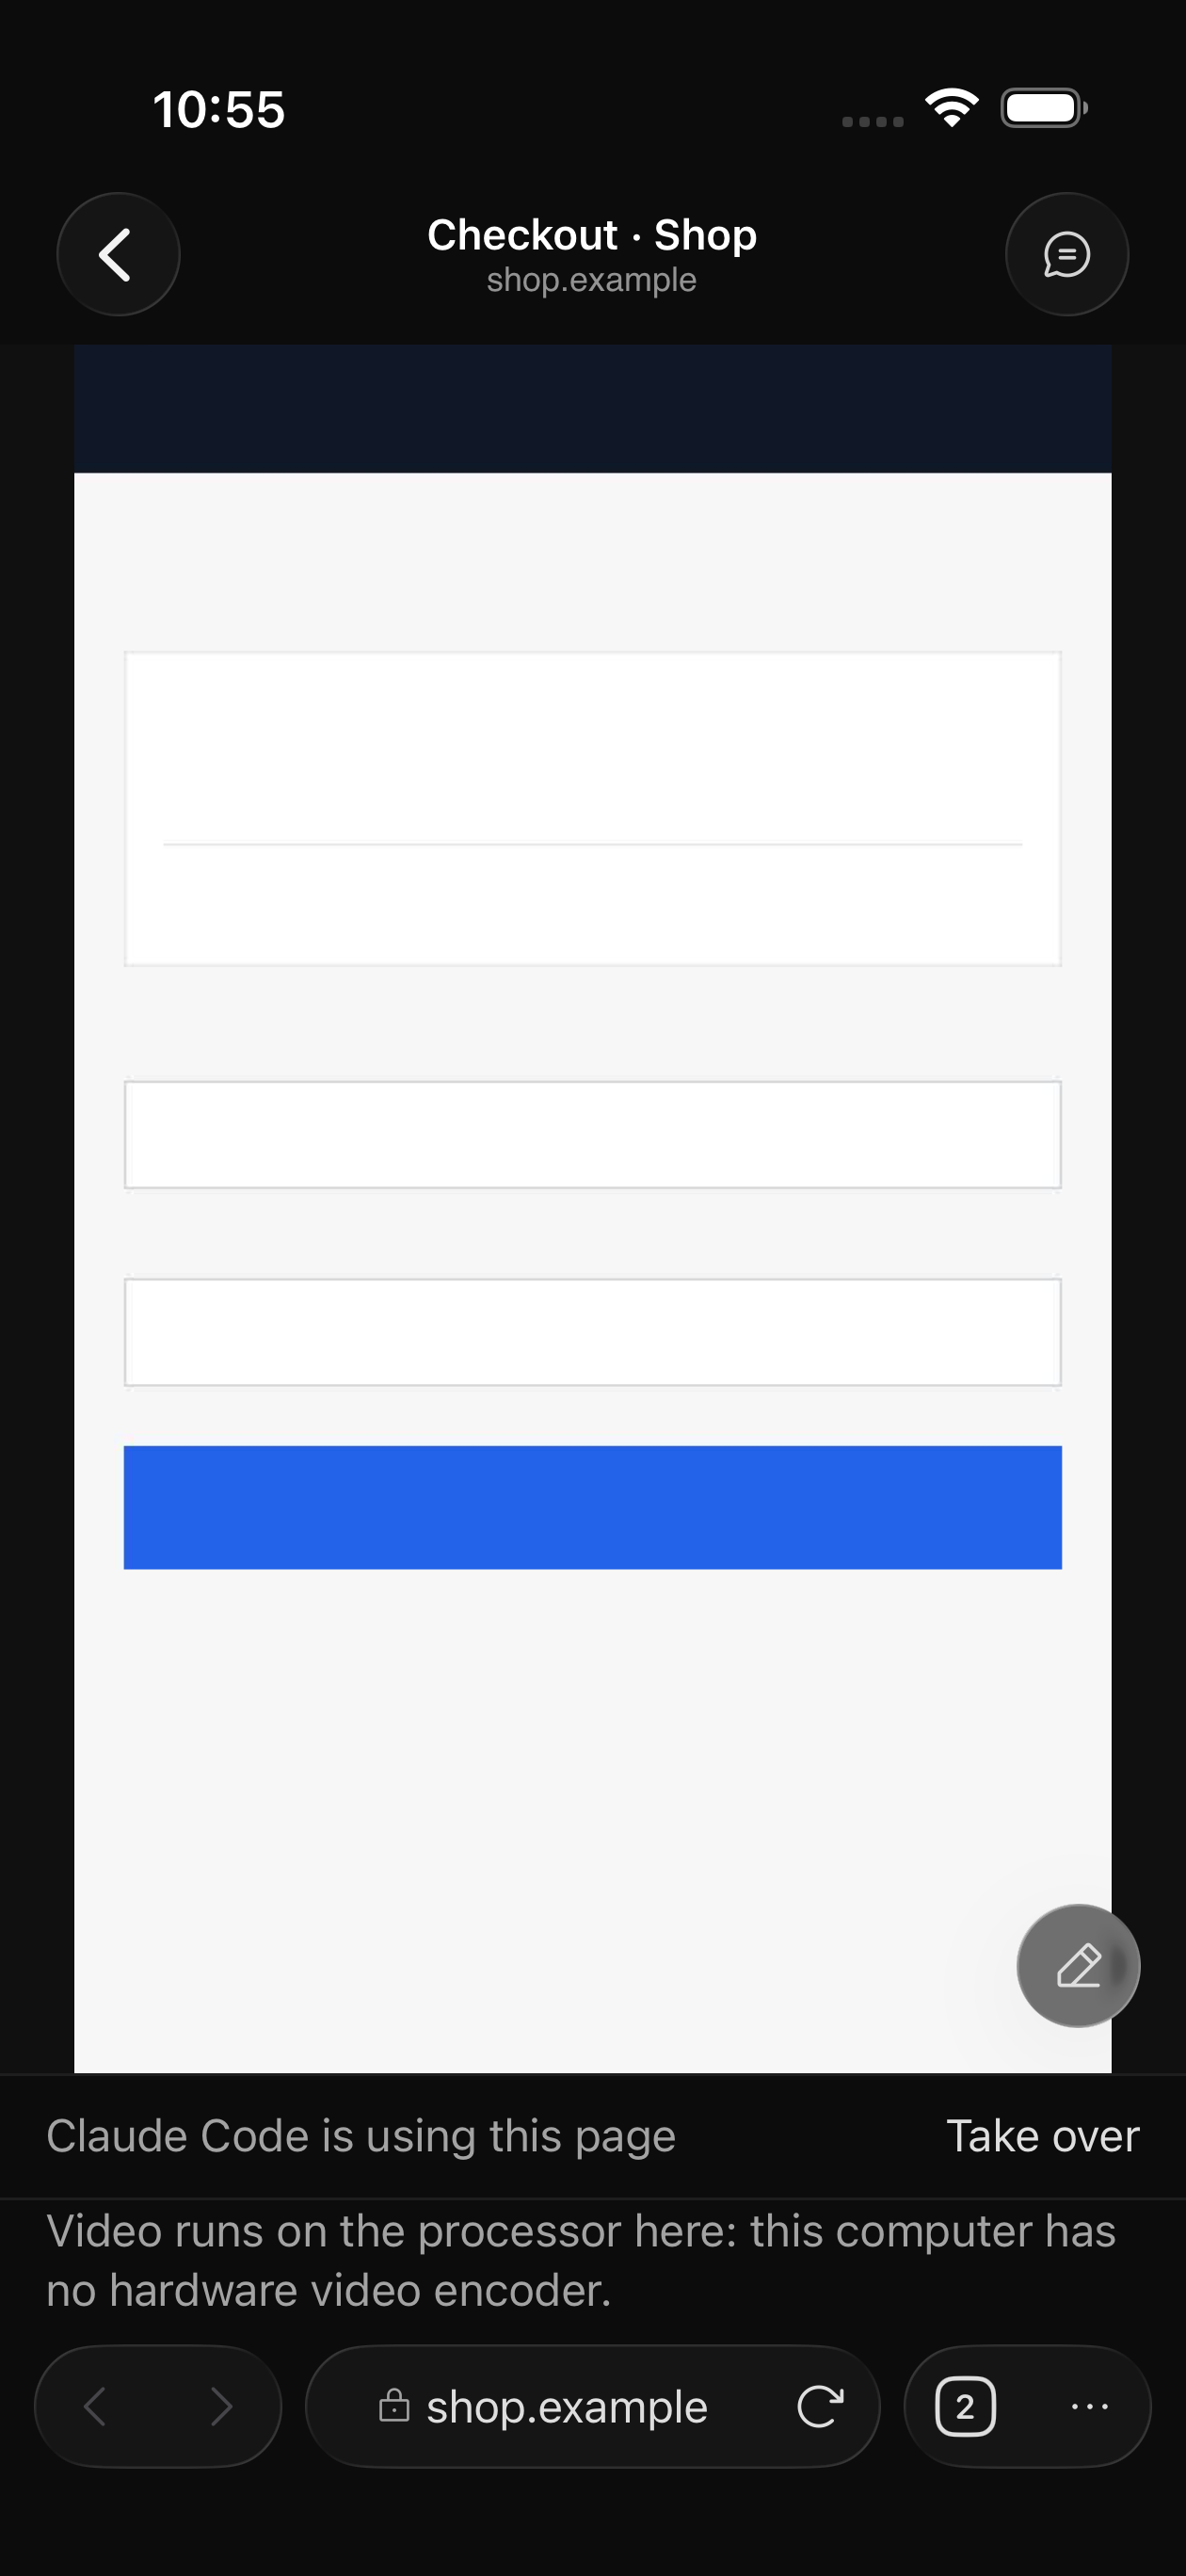 10:55
Checkout · Shop
shop.example
Claude Code is using this page
Take over
Video runs on the processor here: this computer has
no hardware video encoder.
shop.example
2